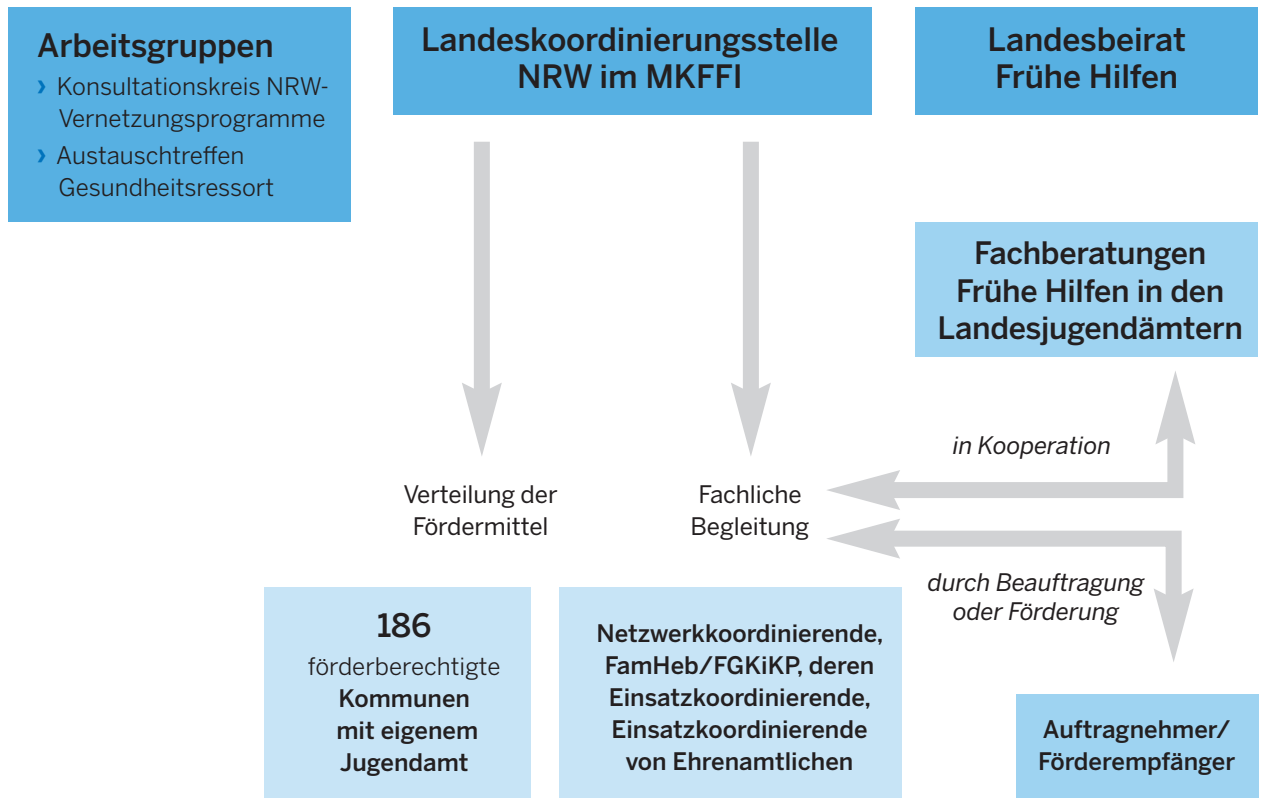 Arbeitsgruppen
› Konsultationskreis NRW-
Vernetzungsprogramme
› Austauschtreffen
Gesundheitsressort
Landeskoordinierungsstelle
NRW im MKFFI
Landesbeirat
Frühe Hilfen
Fachberatungen
Frühe Hilfen in den
Landesjugendämtern
in Kooperation
Verteilung der
Fördermittel
Fachliche
Begleitung
durch Beauftragung
oder Förderung
186
förderberechtigte
Kommunen
mit eigenem
Jugendamt
Netzwerkkoordinierende,
FamHeb/FGKiKP, deren
Einsatzkoordinierende,
Einsatzkoordinierende
von Ehrenamtlichen
Auftragnehmer/
Förderempfänger